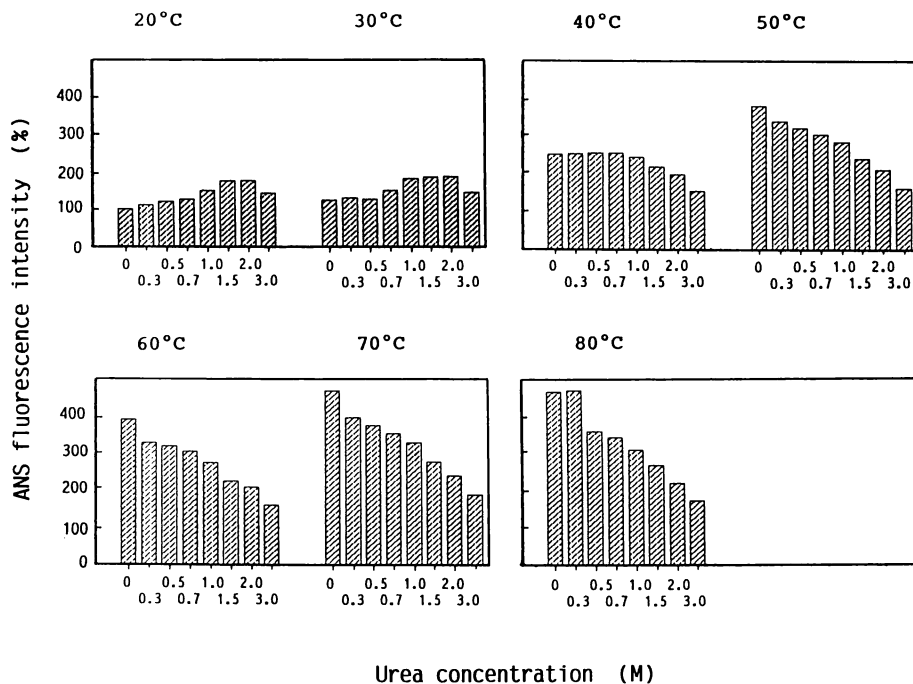 20°C 30°C 40°C 50°C
400
300
200
100
0
0 0.5 1.0 2.0 0 0.5 1.0 2.0 0 0.5 1.0 2.0 0 0.5 1.0 2.0
0.3 0.7 1.5 3.0 0.3 0.7 1.5 3.0 0.3 0.7 1.5 3.0 0.3 0.7 1.5 3.0
ANS fluorescence intensity (%)
60°C 70°C 80°C
400
300
200
100
0
0 0.5 1.0 2.0 0 0.5 1.0 2.0 0 0.5 1.0 2.0
0.3 0.7 1.5 3.0 0.3 0.7 1.5 3.0 0.3 0.7 1.5 3.0
Urea concentration (M)